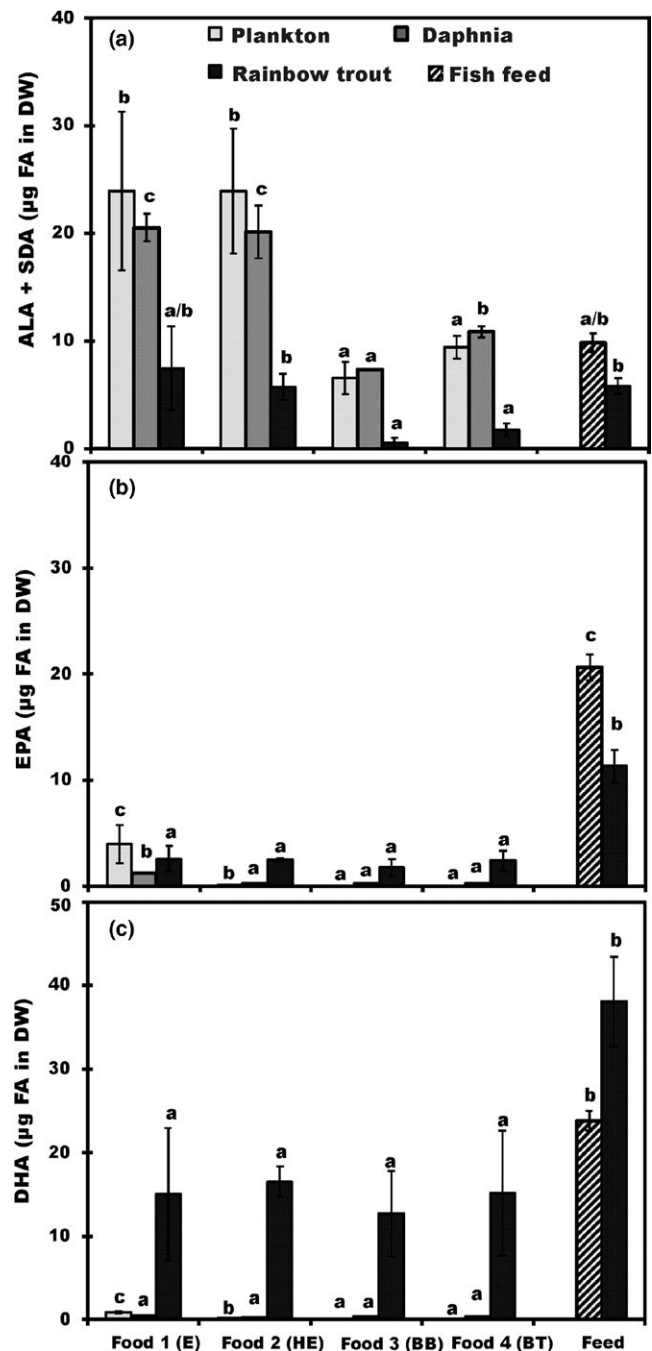 40
(a)
Plankton
Daphnia
Rainbow trout
Fish feed
30
20
10
0
ALA + SDA (µg FA in DW)
b
c
a/b
b
c
b
a
a
a
a
b
a
a/b
b
40
(b)
30
20
10
0
EPA (µg FA in DW)
c
b
a
b
a
a
a
a
a
a
a
a
c
b
50
(c)
40
30
20
10
0
DHA (µg FA in DW)
c
a
a
b
a
a
a
a
a
a
a
a
b
b
Food 1 (E)
Food 2 (HE)
Food 3 (BB)
Food 4 (BT)
Feed